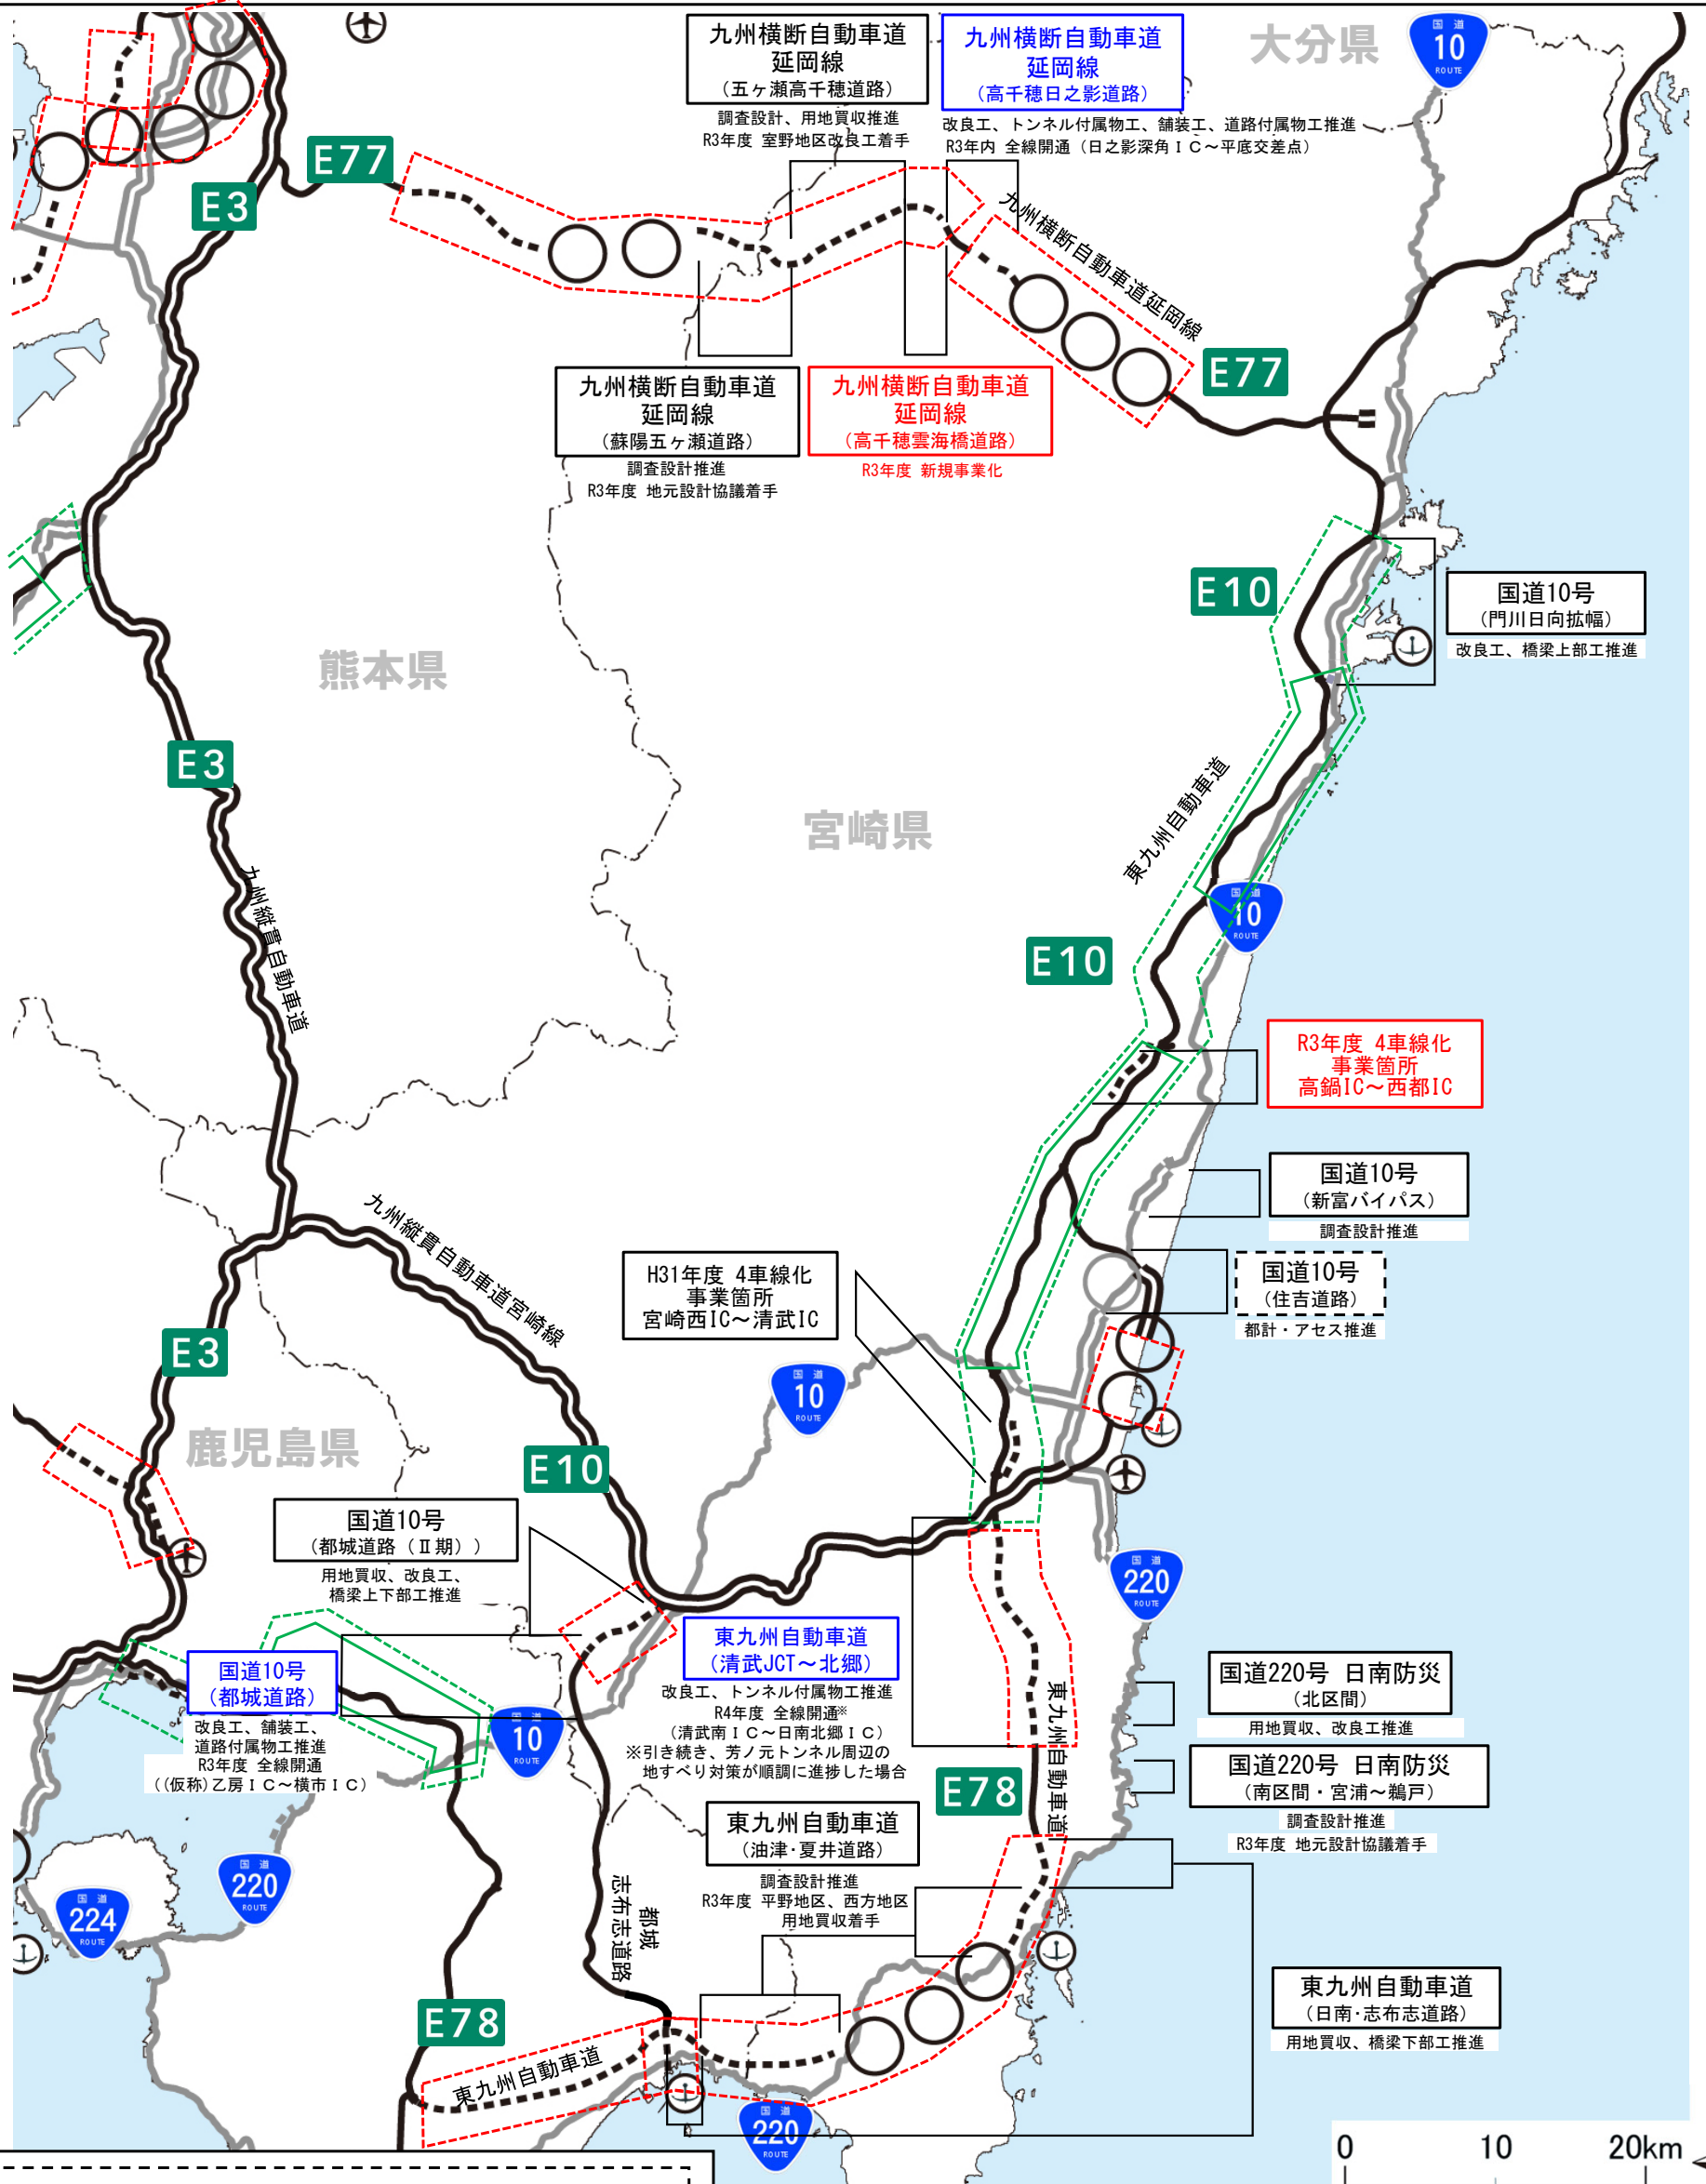 九州横断自動車道
延岡線
（五ヶ瀬高千穂道路）
調査設計、用地買収推進
R3年度 室野地区改良工着手
九州横断自動車道
延岡線
（高千穂日之影道路）
改良工、トンネル付属物工、舗装工、道路付属物工推進
R3年内 全線開通（日之影深角ＩＣ～平底交差点）
大分県
国道
10
ROUTE
E77
E3
九州横断自動車道延岡線
E77
九州横断自動車道
延岡線
（蘇陽五ヶ瀬道路）
調査設計推進
R3年度 地元設計協議着手
九州横断自動車道
延岡線
（高千穂雲海橋道路）
R3年度 新規事業化
E10
国道10号
（門川日向拡幅）
改良工、橋梁上部工推進
熊本県
E3
宮崎県
東九州自動車道
国道
10
ROUTE
九州縦貫自動車道
E10
R3年度 4車線化
事業箇所
高鍋IC～西都IC
国道10号
（新富バイパス）
調査設計推進
九州縦貫自動車道宮崎線
H31年度 4車線化
事業箇所
宮崎西IC～清武IC
国道10号
（住吉道路）
都計・アセス推進
E3
国道
10
ROUTE
鹿児島県
E10
国道10号
（都城道路（Ⅱ期））
用地買収、改良工、
橋梁上下部工推進
国道
220
ROUTE
東九州自動車道
（清武JCT～北郷）
改良工、トンネル付属物工推進
R4年度 全線開通※
（清武南ＩＣ～日南北郷ＩＣ）
※引き続き、芳ノ元トンネル周辺の
地すべり対策が順調に進捗した場合
国道10号
（都城道路）
改良工、舗装工、
道路付属物工推進
R3年度 全線開通
（(仮称)乙房ＩＣ～横市ＩＣ）
国道
10
ROUTE
東九州自動車道
国道220号 日南防災
（北区間）
用地買収、改良工推進
国道220号 日南防災
（南区間・宮浦～鵜戸）
調査設計推進
R3年度 地元設計協議着手
E78
東九州自動車道
（油津・夏井道路）
調査設計推進
R3年度 平野地区、西方地区
用地買収着手
国道
220
ROUTE
国道
224
ROUTE
都城
志布志道路
E78
東九州自動車道
東九州自動車道
（日南・志布志道路）
用地買収、橋梁下部工推進
国道
220
ROUTE
0 10 20km